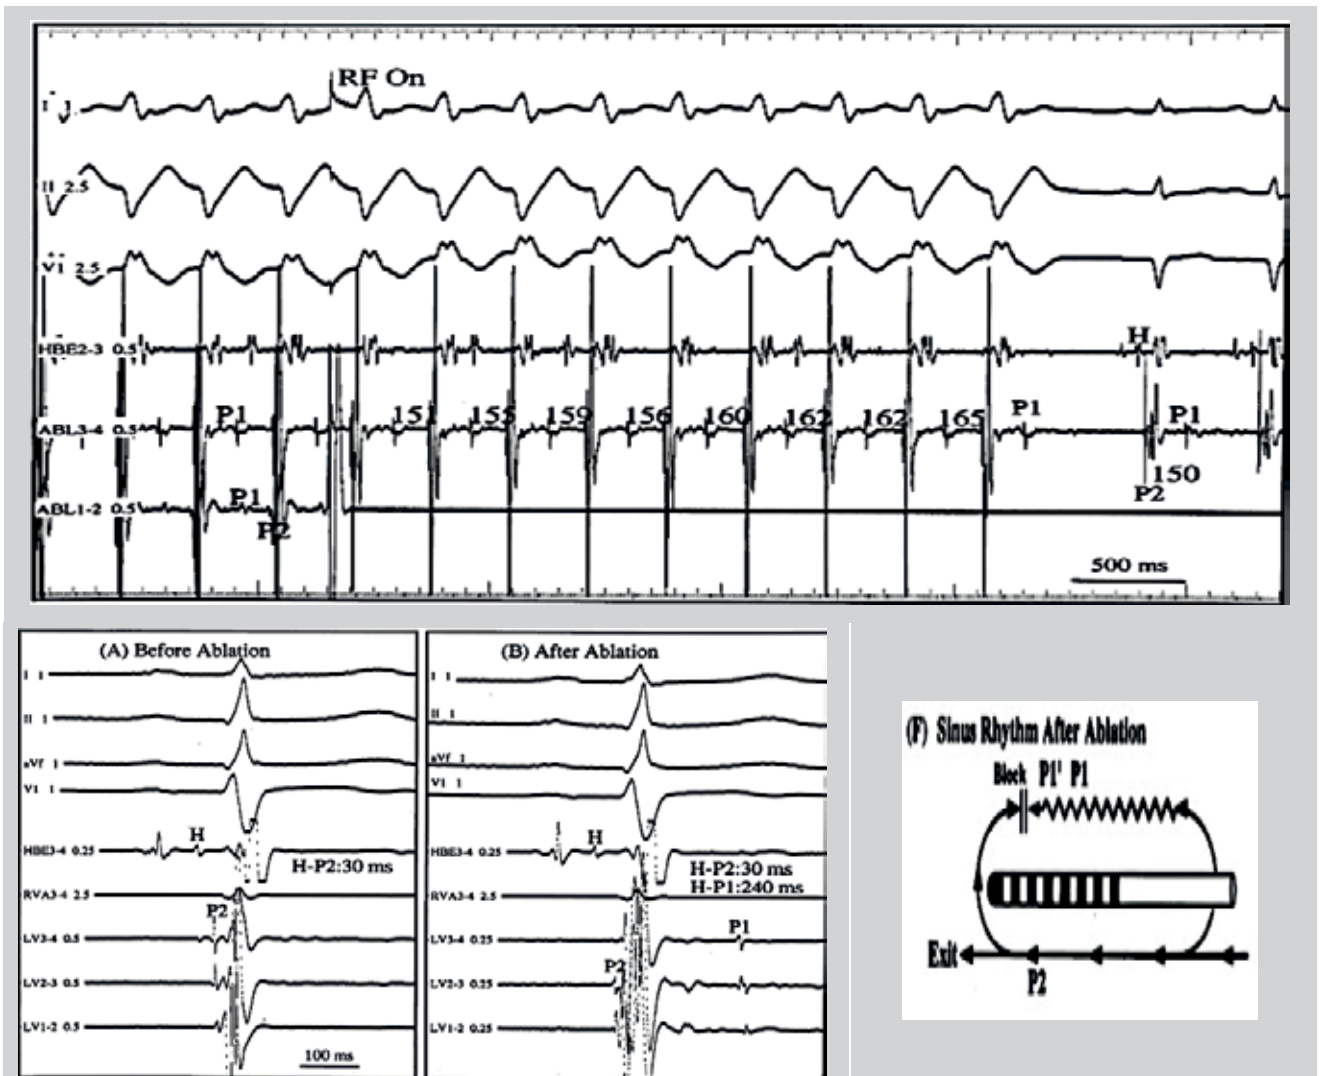 RF On
I 1
II 2.5
V1 2.5
HBE2-3 0.5
H
ABL3-4 0.5
P1 151 155 159 156 160 162 162 165 P1 P1
150
P2
ABL1-2 0.5
P1
P2
500 ms
(A) Before Ablation
I 1
II 1
aVf 1
V1 1
HBE3-4 0.25
H
H-P2:30 ms
RVA3-4 2.5
P2
LV3-4 0.5
LV2-3 0.5
LV1-2 0.5
100 ms
(B) After Ablation
I 1
II 1
aVf 1
V1 1
HBE3-4 0.25
H
H-P2:30 ms
H-P1:240 ms
RVA3-4 2.5
P1
LV3-4 0.25
P2
LV2-3 0.25
LV1-2 0.25
(F) Sinus Rhythm After Ablation
Block P1' P1
Exit
P2